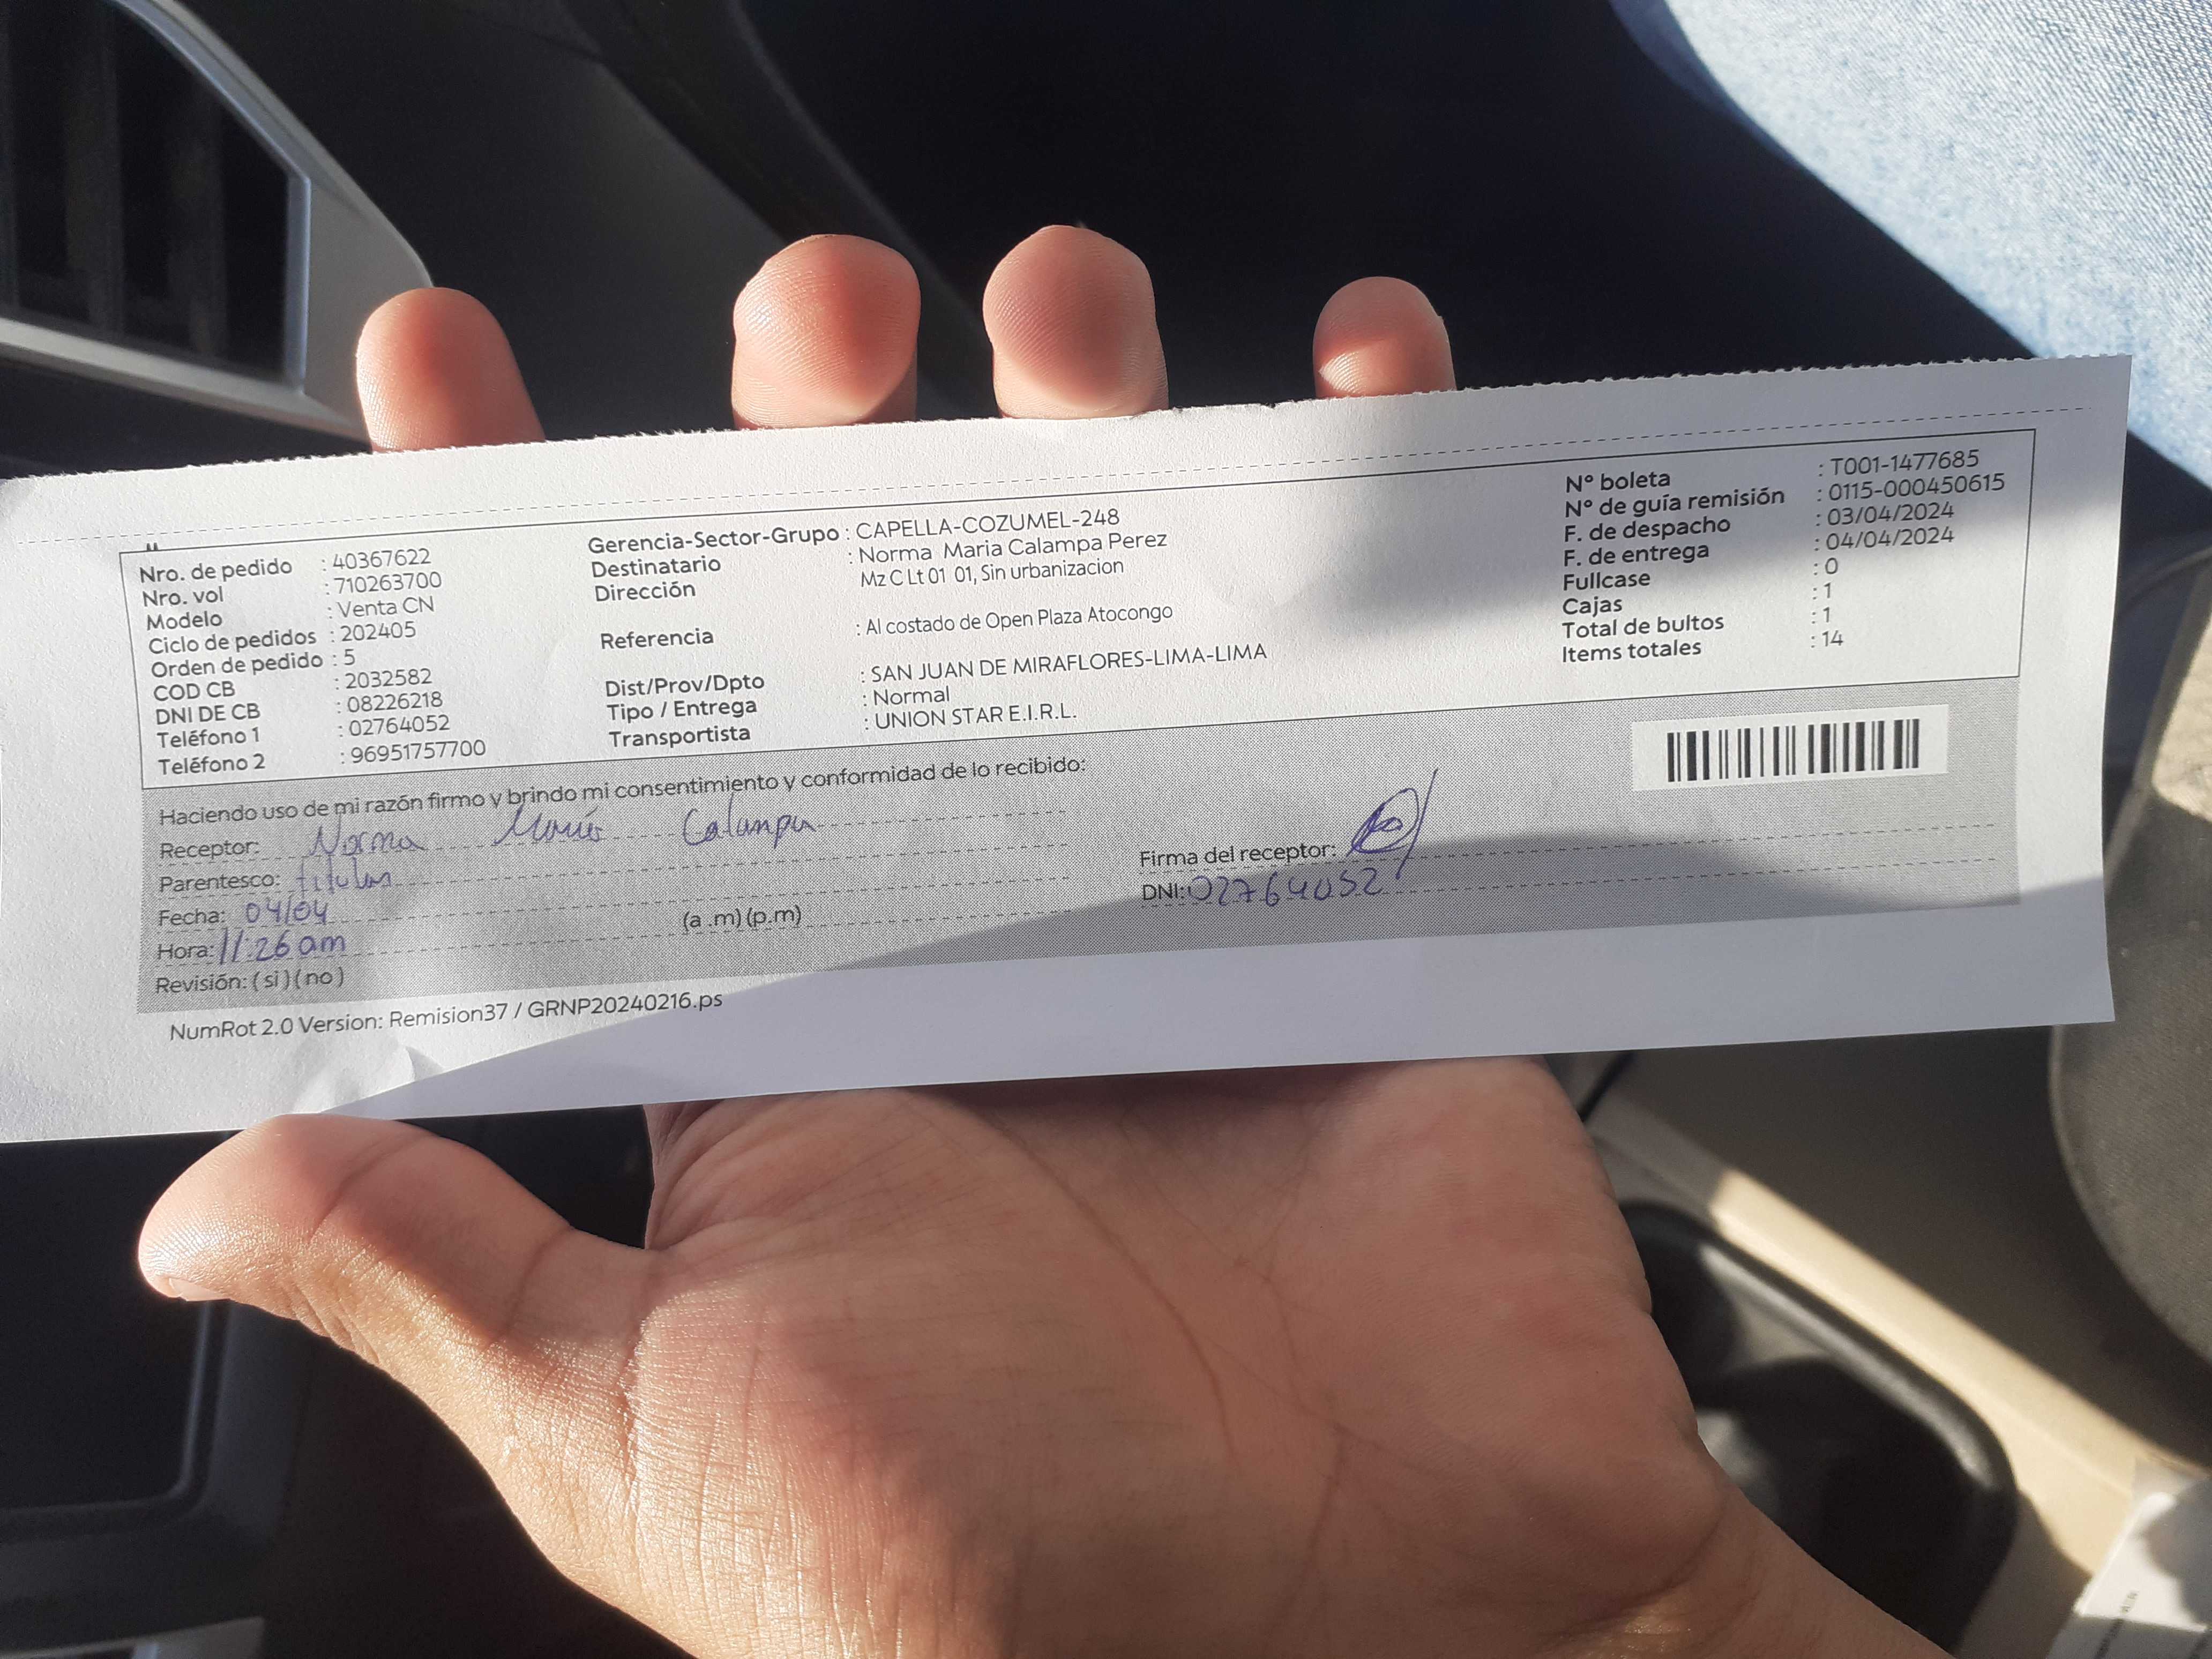 Nro. de pedido : 40367622
Nro. vol : 710263700
Modelo : Venta CN
Ciclo de pedidos : 202405
Orden de pedido : 5
COD CB : 2032582
DNI DE CB : 08226218
Teléfono 1 : 02764052
Teléfono 2 : 96951757700
Gerencia-Sector-Grupo : CAPELLA-COZUMEL-248
Destinatario : Norma Maria Calampa Perez
Dirección Mz C Lt 01 01, Sin urbanizacion
Referencia : Al costado de Open Plaza Atocongo
Dist/Prov/Dpto : SAN JUAN DE MIRAFLORES-LIMA-LIMA
Tipo / Entrega : Normal
Transportista : UNION STAR E.I.R.L.
N° boleta : T001-1477685
N° de guía remisión : 0115-000450615
F. de despacho : 03/04/2024
F. de entrega : 04/04/2024
Fullcase : 0
Cajas : 1
Total de bultos : 1
Items totales : 14
Haciendo uso de mi razón firmo y brindo mi consentimiento y conformidad de lo recibido:
Receptor: Norma María Calampa
Parentesco: titular
Fecha: 04/04
Hora: 11:26 am (a .m) (p.m)
Revisión: ( si ) ( no )
Firma del receptor:
DNI: 02764052
NumRot 2.0 Version: Remision37 / GRNP20240216.ps